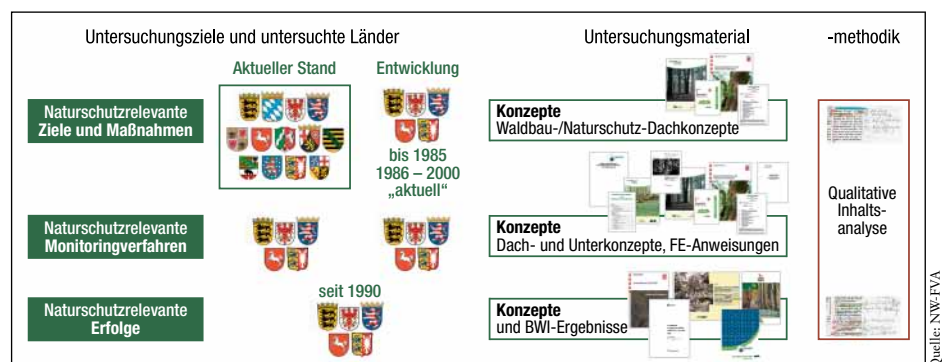 Untersuchungsziele und untersuchte Länder
Untersuchungsmaterial
-methodik
Aktueller Stand
Entwicklung
Naturschutzrelevante
Ziele und Maßnahmen
bis 1985
1986 – 2000
„aktuell“
Konzepte
Waldbau-/Naturschutz-Dachkonzepte
Naturschutzrelevante
Monitoringverfahren
Konzepte
Dach- und Unterkonzepte, FE-Anweisungen
Qualitative
Inhalts-
analyse
Naturschutzrelevante
Erfolge
seit 1990
Konzepte
und BWI-Ergebnisse
Quelle: NW-FVA